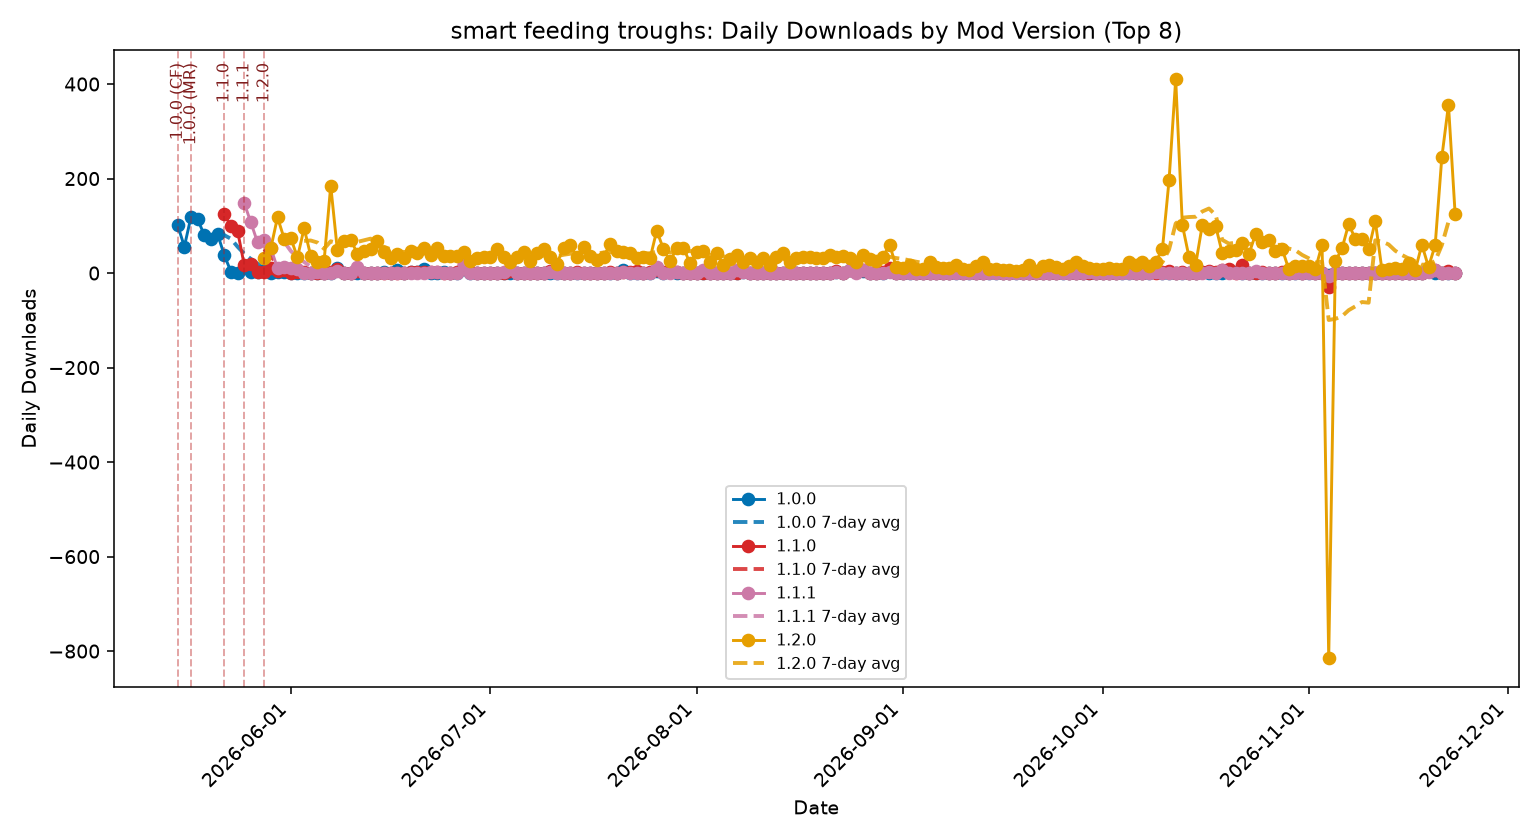 smart feeding troughs: Daily Downloads by Mod Version (Top 8)
1.0.0 (CF)
1.0.0 (MR)
1.1.0
1.1.1
1.2.0
Daily Downloads
400
200
0
−200
−400
−600
−800
1.0.0
1.0.0 7-day avg
1.1.0
1.1.0 7-day avg
1.1.1
1.1.1 7-day avg
1.2.0
1.2.0 7-day avg
2026-06-01
2026-07-01
2026-08-01
2026-09-01
2026-10-01
2026-11-01
2026-12-01
Date